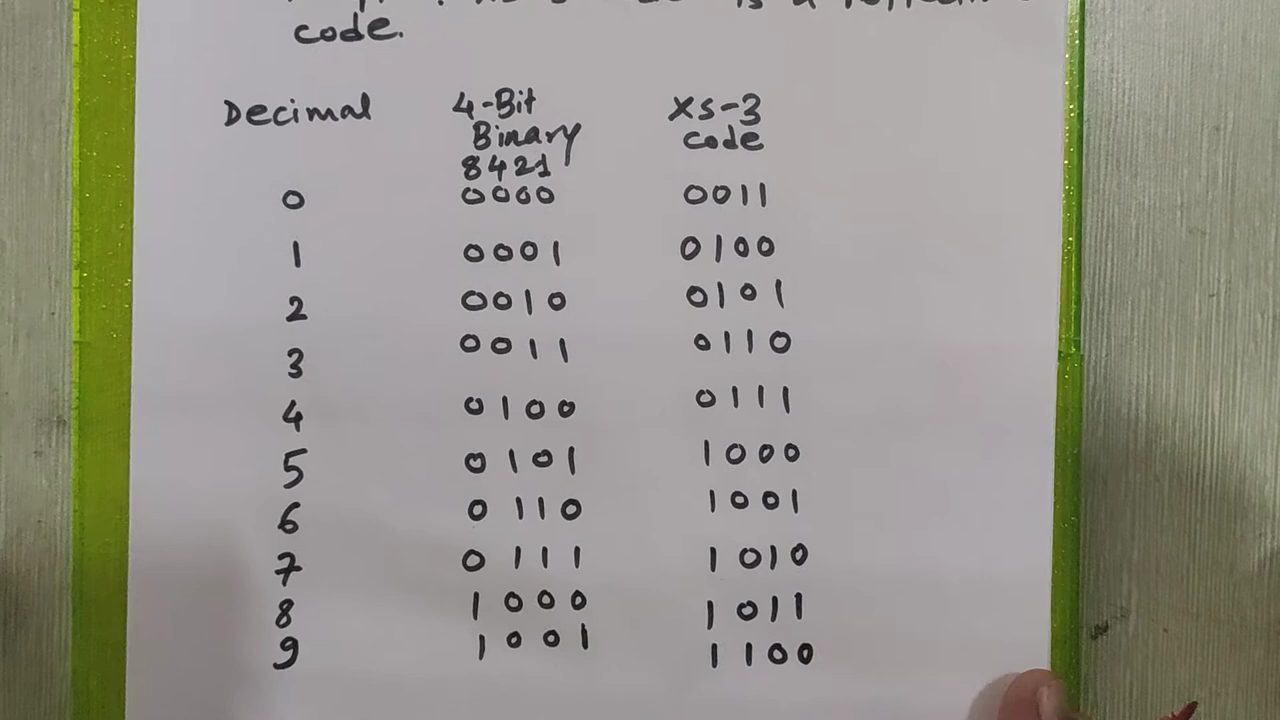 is a
code.
Decimal 4-Bit Binary 8421 XS-3 code
0 0000 0011
1 0001 0100
2 0010 0101
3 0011 0110
4 0100 0111
5 0101 1000
6 0110 1001
7 0111 1010
8 1000 1011
9 1001 1100